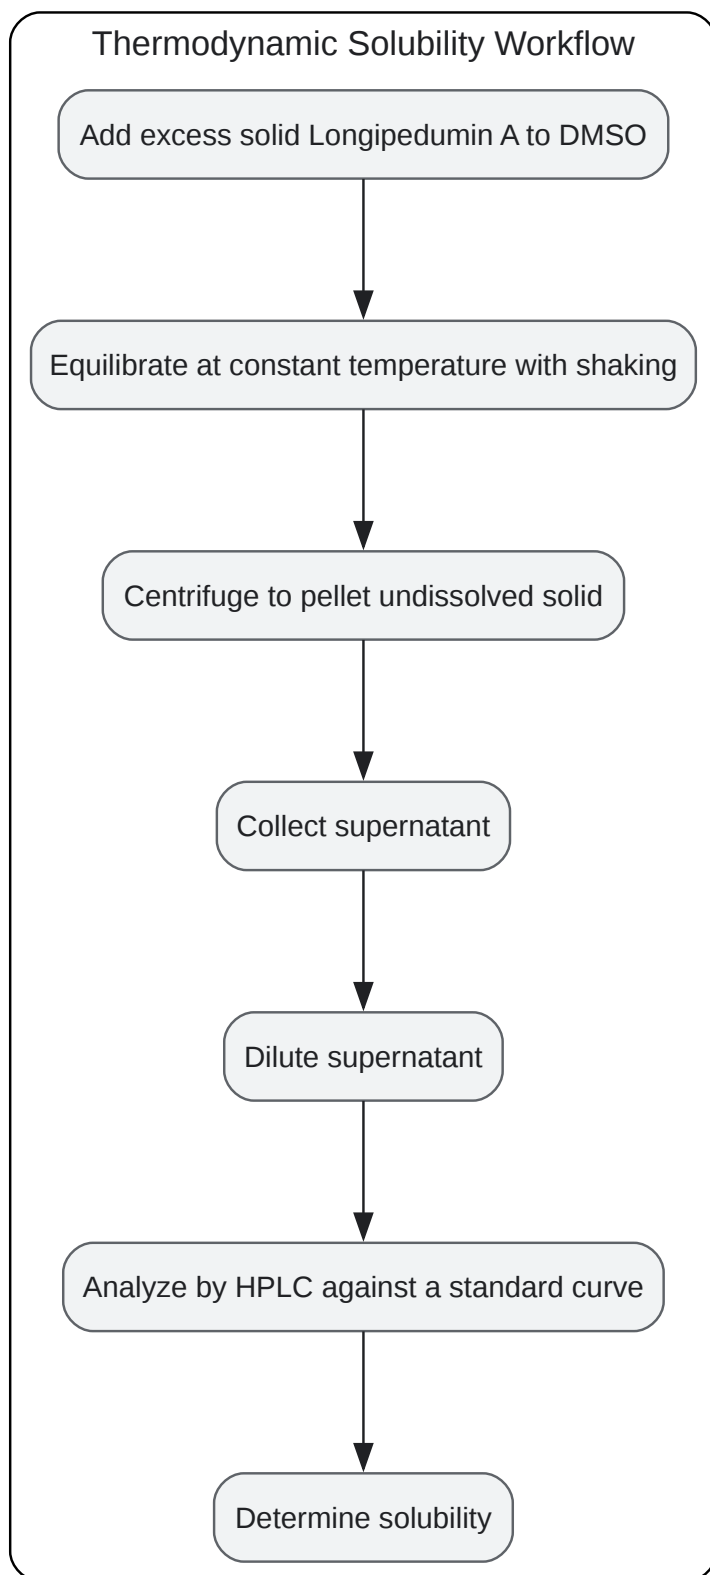 Thermodynamic Solubility Workflow
Add excess solid Longipedumin A to DMSO
Equilibrate at constant temperature with shaking
Centrifuge to pellet undissolved solid
Collect supernatant
Dilute supernatant
Analyze by HPLC against a standard curve
Determine solubility